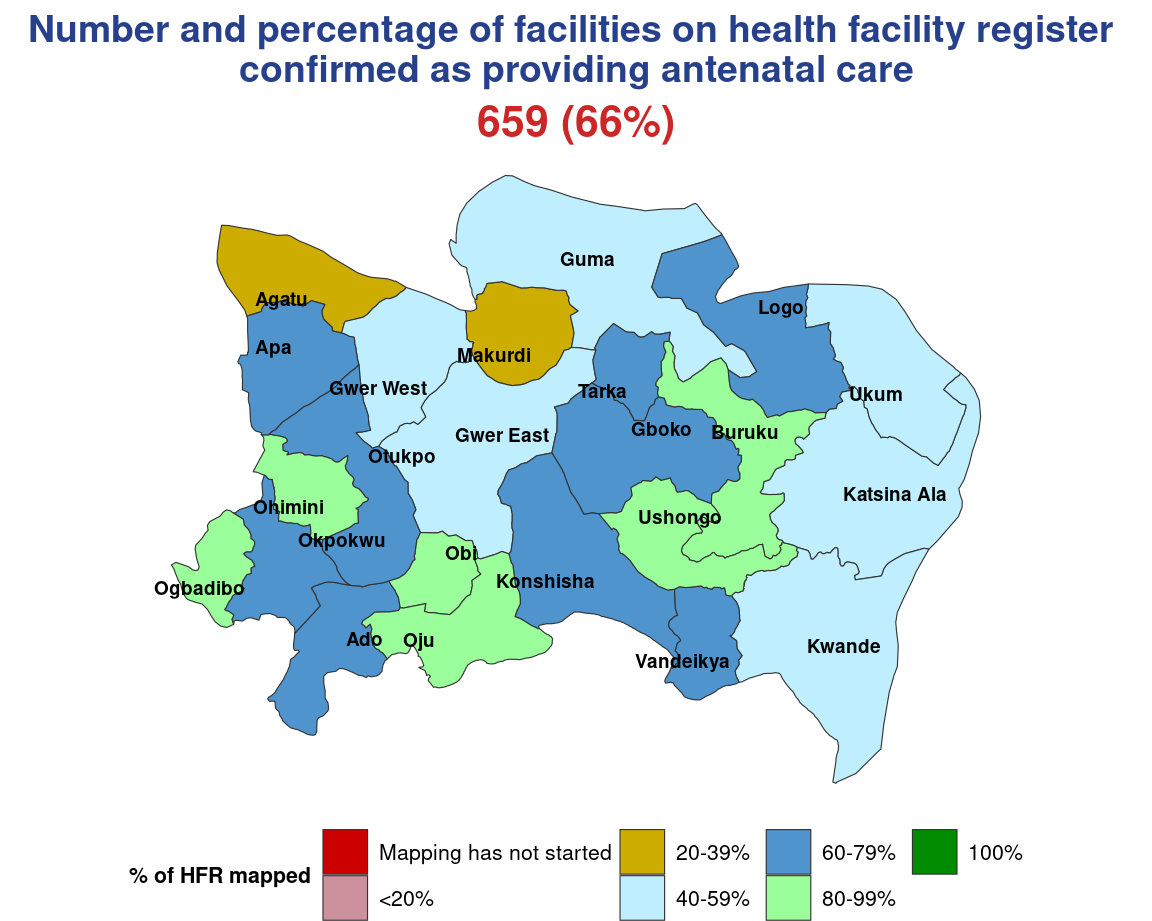 Number and percentage of facilities on health facility register
confirmed as providing antenatal care
659 (66%)
Guma
Agatu
Logo
Apa
Makurdi
Gwer West
Tarka
Ukum
Gboko
Buruku
Gwer East
Otukpo
Katsina Ala
Ohimini
Ushongo
Okpokwu
Obi
Konshisha
Ogbadibo
Ado
Oju
Kwande
Vandeikya
% of HFR mapped
Mapping has not started
<20%
20-39%
40-59%
60-79%
80-99%
100%